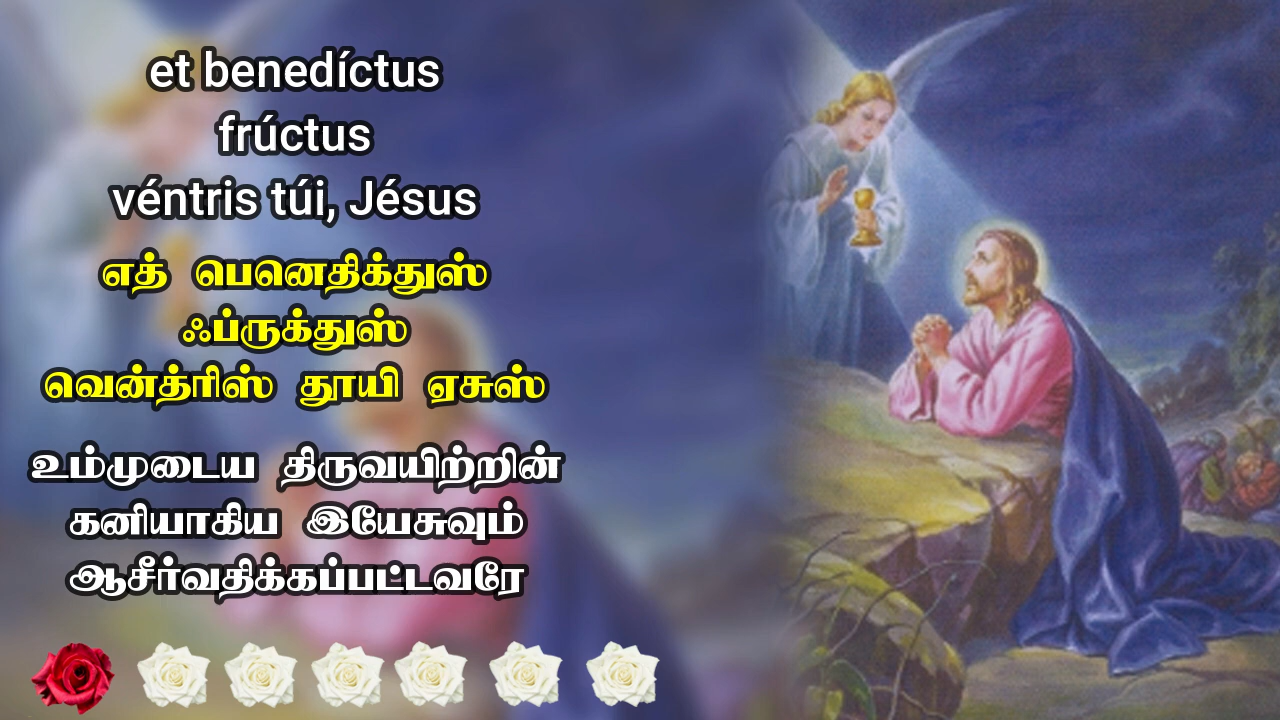 et benedíctus
frúctus
véntris túi, Jésus
எத் பெனெதிக்துஸ்
ஃப்ருக்துஸ்
வென்த்ரிஸ் தூயி ஏசுஸ்
உம்முடைய திருவயிற்றின்
கனியாகிய இயேசுவும்
ஆசீர்வதிக்கப்பட்டவரே